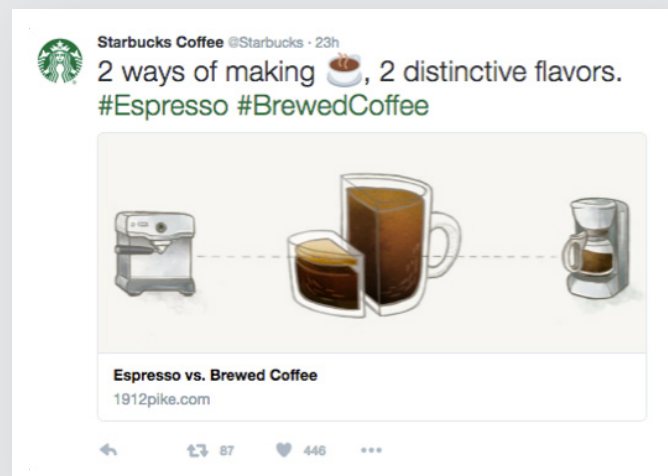 Starbucks Coffee @Starbucks · 23h
2 ways of making ☕, 2 distinctive flavors.
#Espresso #BrewedCoffee
Espresso vs. Brewed Coffee
1912pike.com
87 446